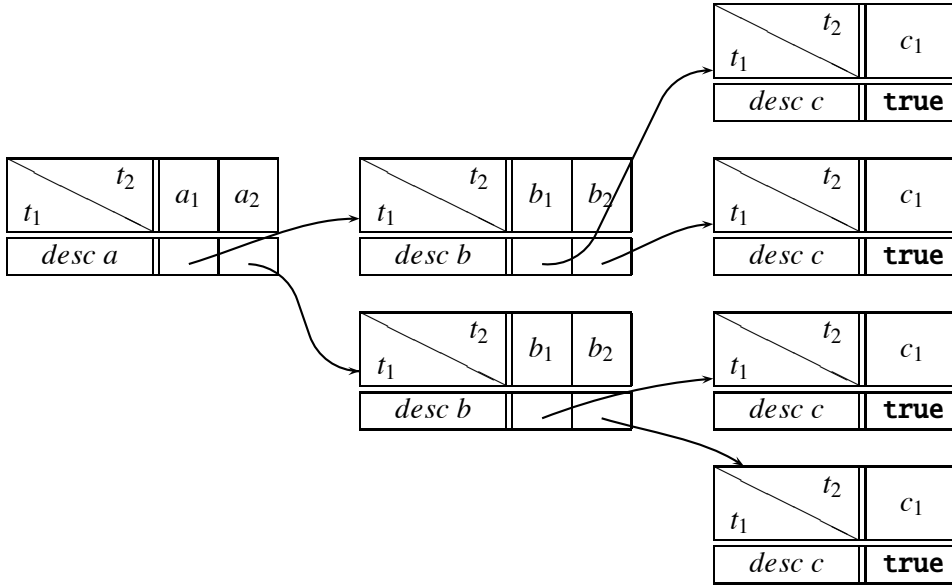 t₂ c₁
t₁
desc c true
t₂ a₁ a₂
t₁
desc a
t₂ b₁ b₂
t₁
desc b
t₂ c₁
t₁
desc c true
t₂ b₁ b₂
t₁
desc b
t₂ c₁
t₁
desc c true
t₂ c₁
t₁
desc c true